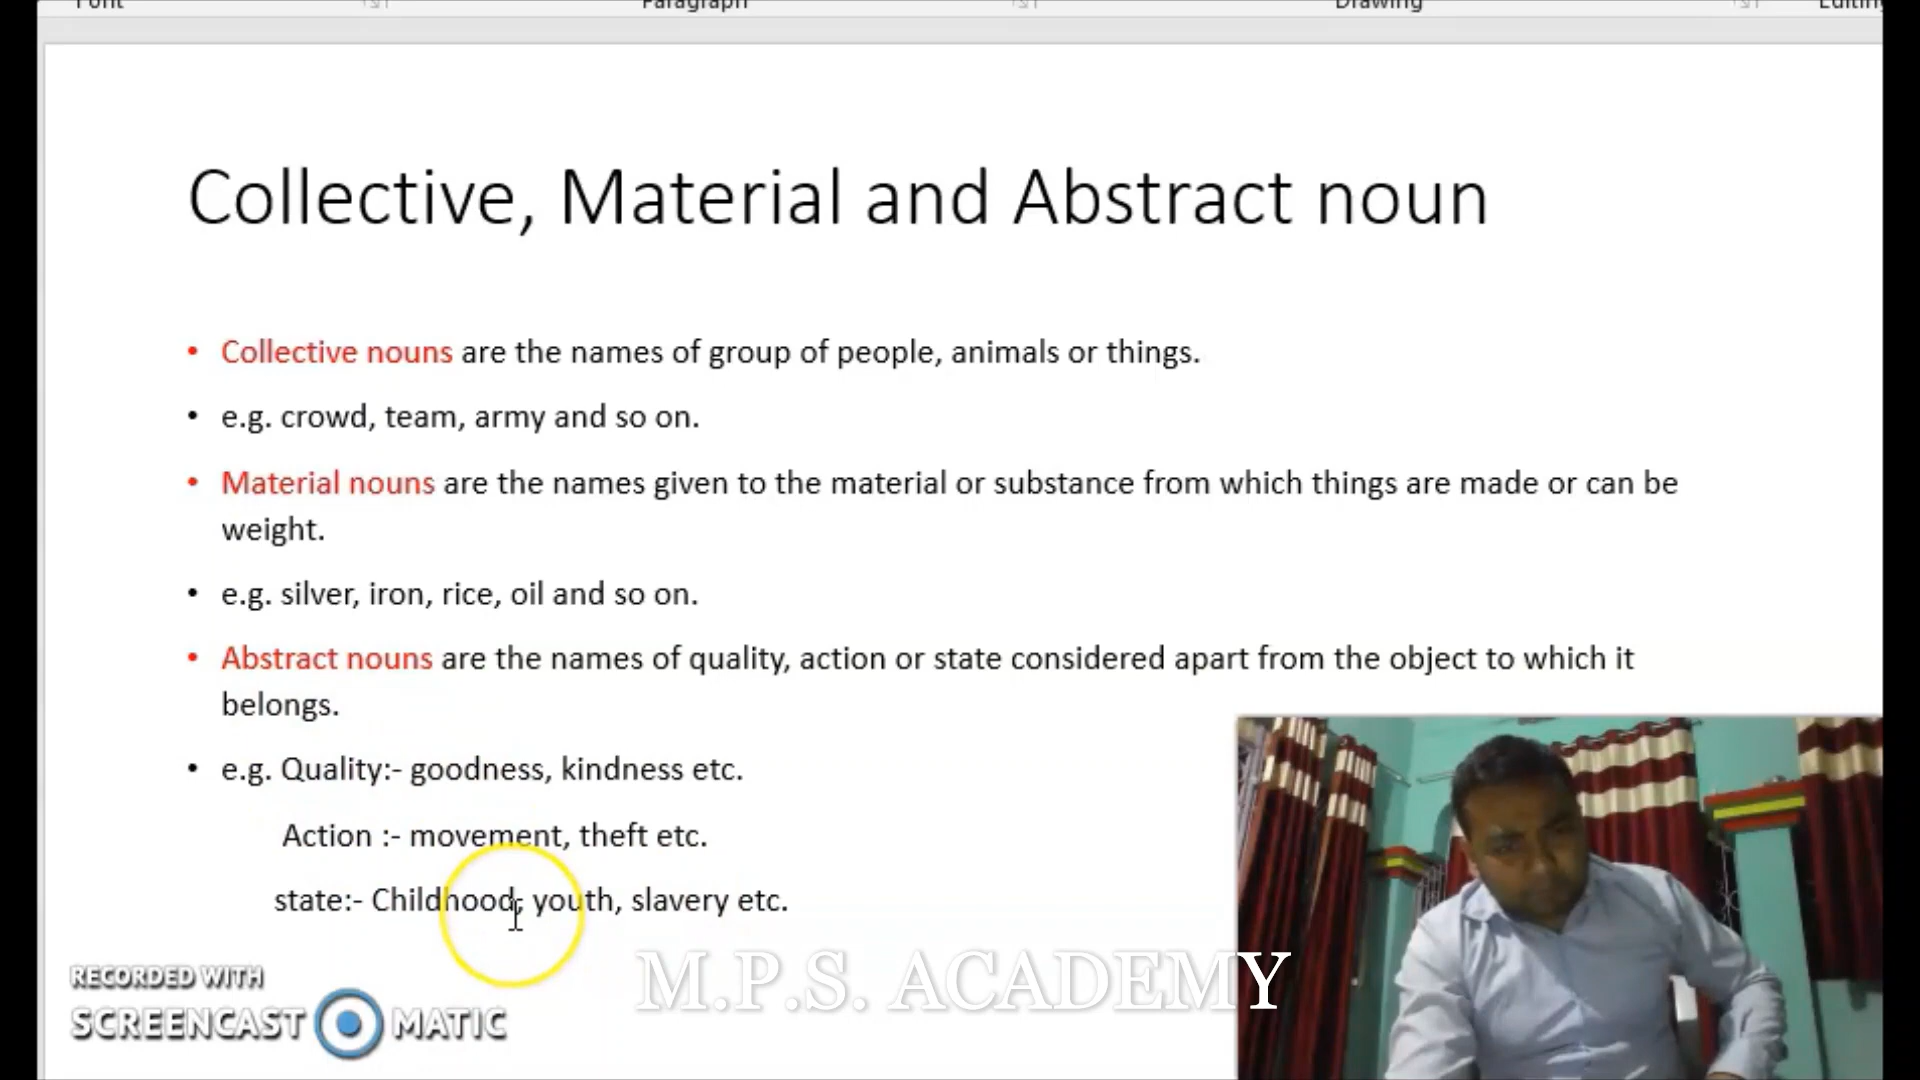 Font Paragraph Drawing Editing
Collective, Material and Abstract noun
• Collective nouns are the names of group of people, animals or things.
• e.g. crowd, team, army and so on.
• Material nouns are the names given to the material or substance from which things are made or can be
weight.
• e.g. silver, iron, rice, oil and so on.
• Abstract nouns are the names of quality, action or state considered apart from the object to which it
belongs.
• e.g. Quality:- goodness, kindness etc.
Action :- movement, theft etc.
state:- Childhood, youth, slavery etc.
M.P.S. ACADEMY
RECORDED WITH
SCREENCAST MATIC